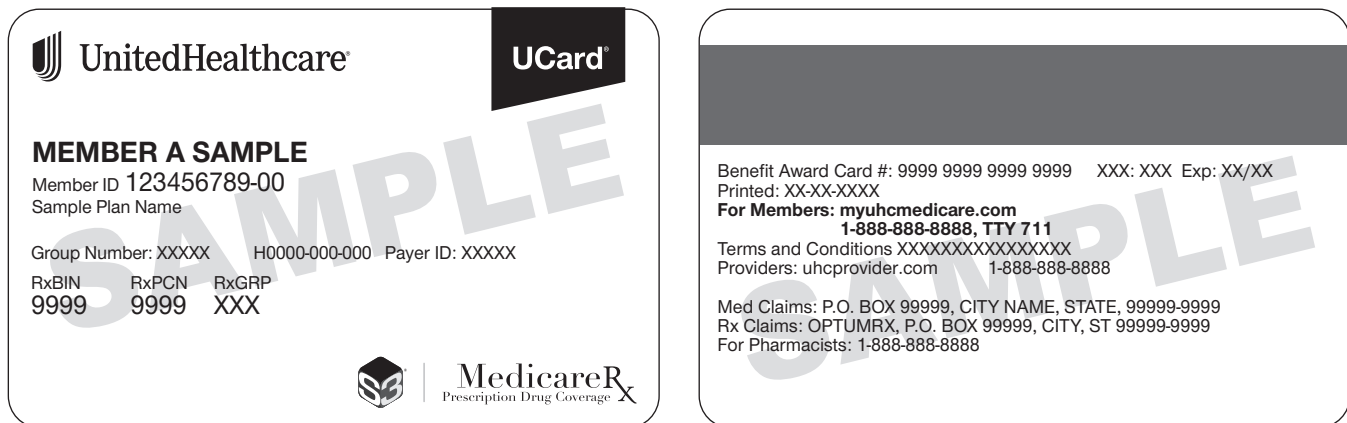 UnitedHealthcare®
UCard®
MEMBER A SAMPLE
Member ID 123456789-00
Sample Plan Name
Group Number: XXXXX H0000-000-000 Payer ID: XXXXX
RxBIN RxPCN RxGRP
9999 9999 XXX
SAMPLE
S3®
MedicareRx
Prescription Drug Coverage
Benefit Award Card #: 9999 9999 9999 9999 XXX: XXX Exp: XX/XX
Printed: XX-XX-XXXX
For Members: myuhcmedicare.com
1-888-888-8888, TTY 711
Terms and Conditions XXXXXXXXXXXXXXXX
Providers: uhcprovider.com 1-888-888-8888
Med Claims: P.O. BOX 99999, CITY NAME, STATE, 99999-9999
Rx Claims: OPTUMRX, P.O. BOX 99999, CITY, ST 99999-9999
For Pharmacists: 1-888-888-8888
SAMPLE